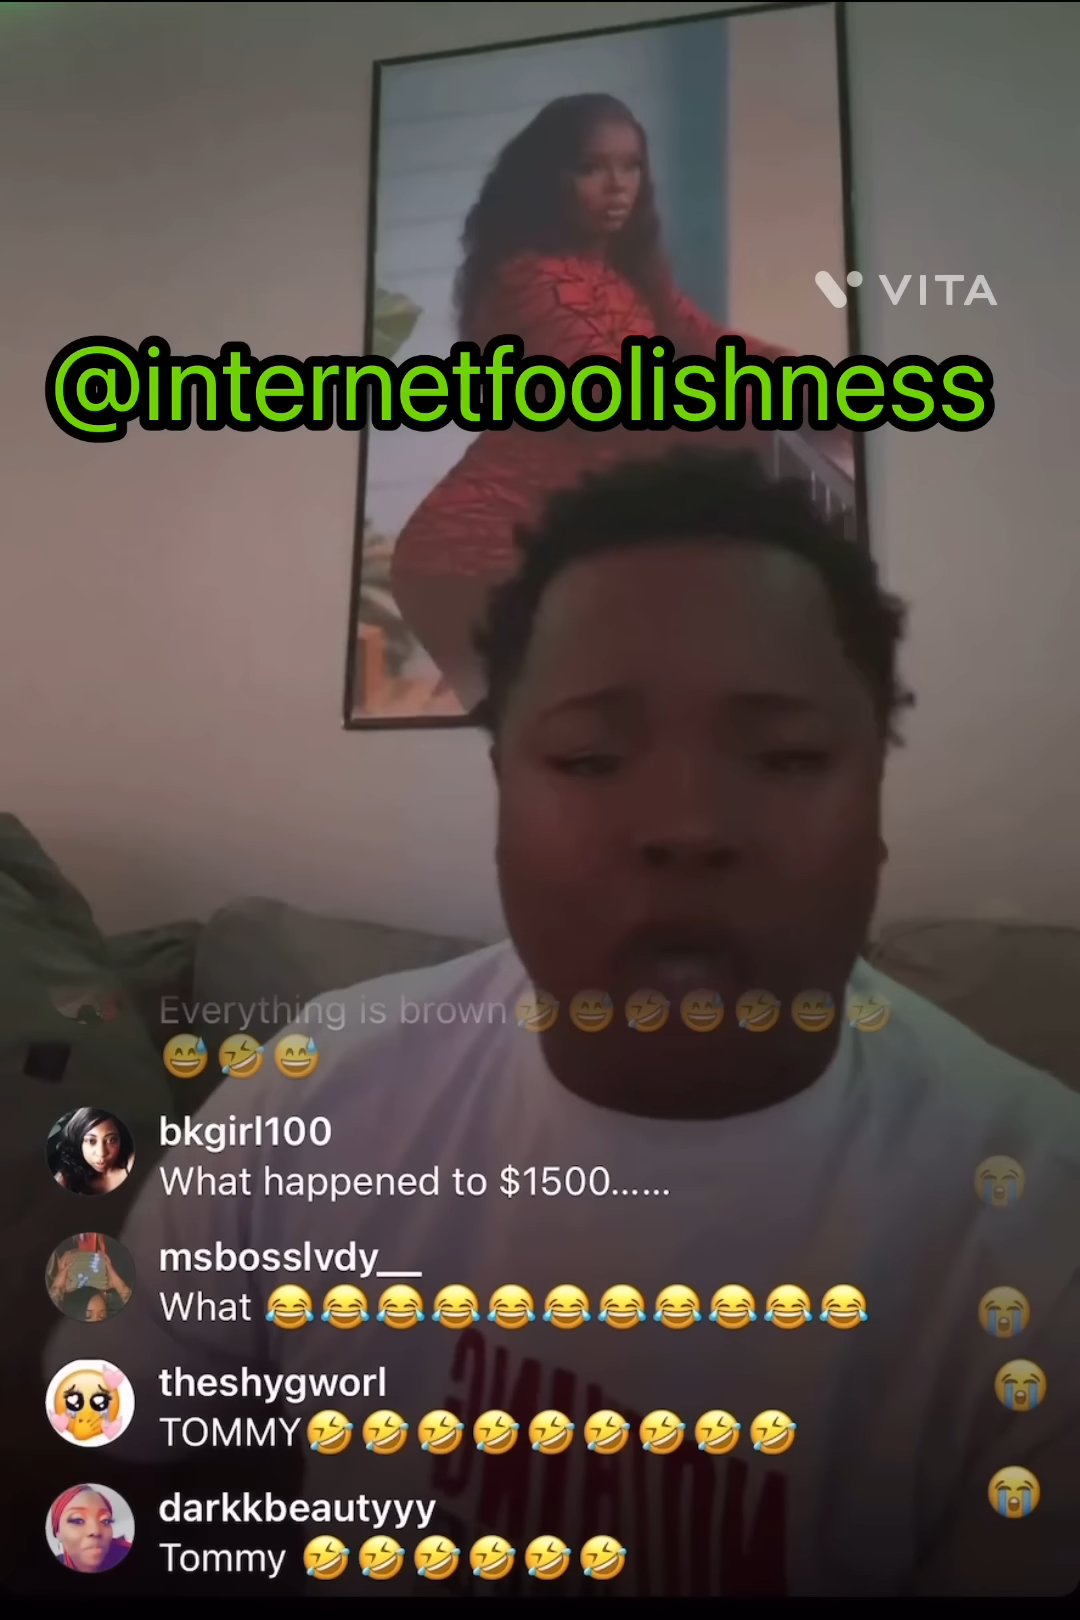 VITA
@internetfoolishness
Everything is brown🤣😅🤣😅🤣😅🤣
😅🤣😅
bkgirl100
What happened to $1500......
msbosslvdy__
What 😂😂😂😂😂😂😂😂😂😂😂
theshygworl
TOMMY🤣🤣🤣🤣🤣🤣🤣🤣🤣
darkkbeautyyy
Tommy 🤣🤣🤣🤣🤣🤣